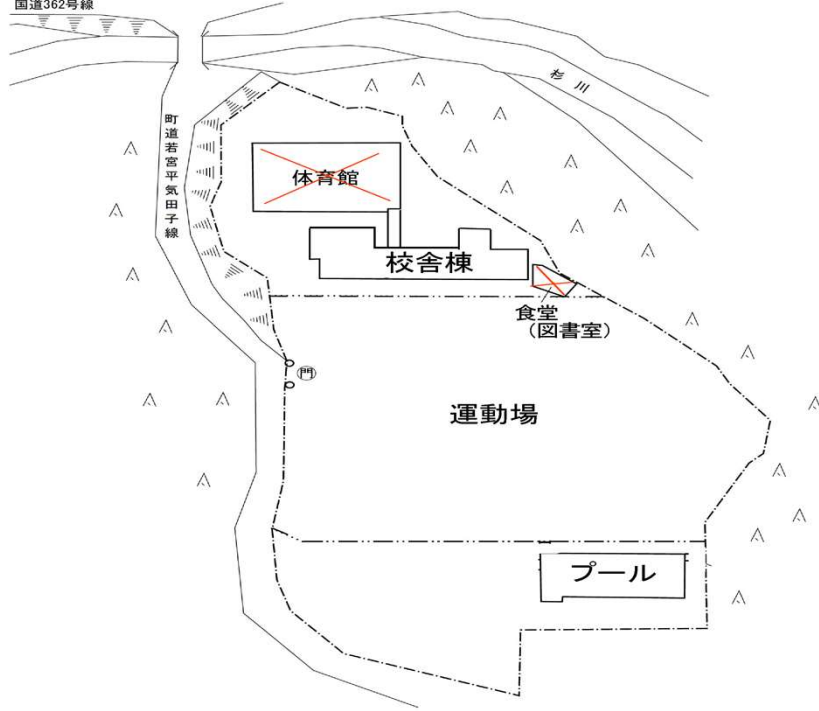 国道362号線
杉川
町道若宮平気田子線
体育館
校舎棟
食堂
（図書室）
門
運動場
プール